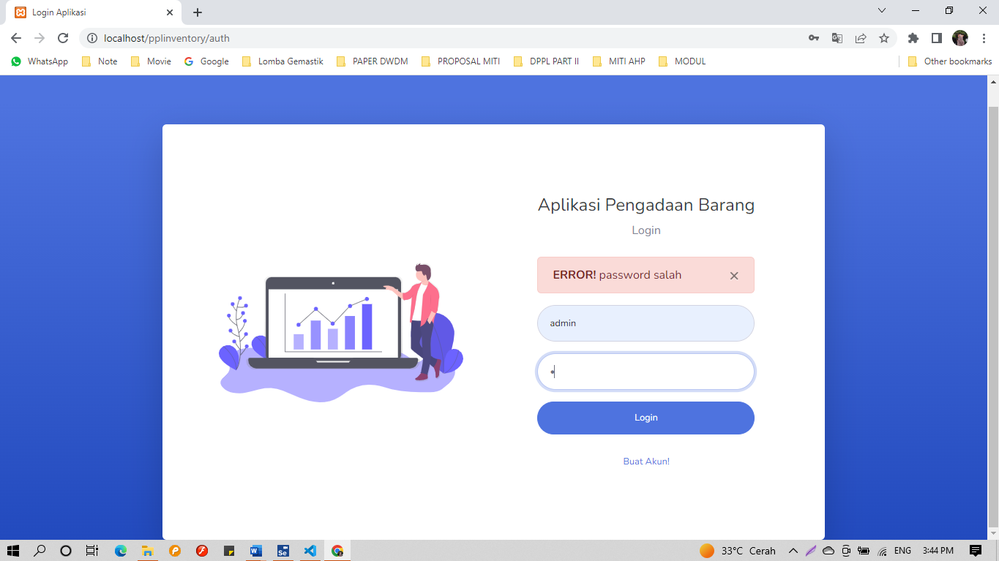 Login Aplikasi
localhost/pplinventory/auth
WhatsApp Note Movie Google Lomba Gemastik PAPER DWDM PROPOSAL MITI DPPL PART II MITI AHP MODUL Other bookmarks
Aplikasi Pengadaan Barang
Login
ERROR! password salah
admin
Login
Buat Akun!
33°C Cerah ENG 3:44 PM